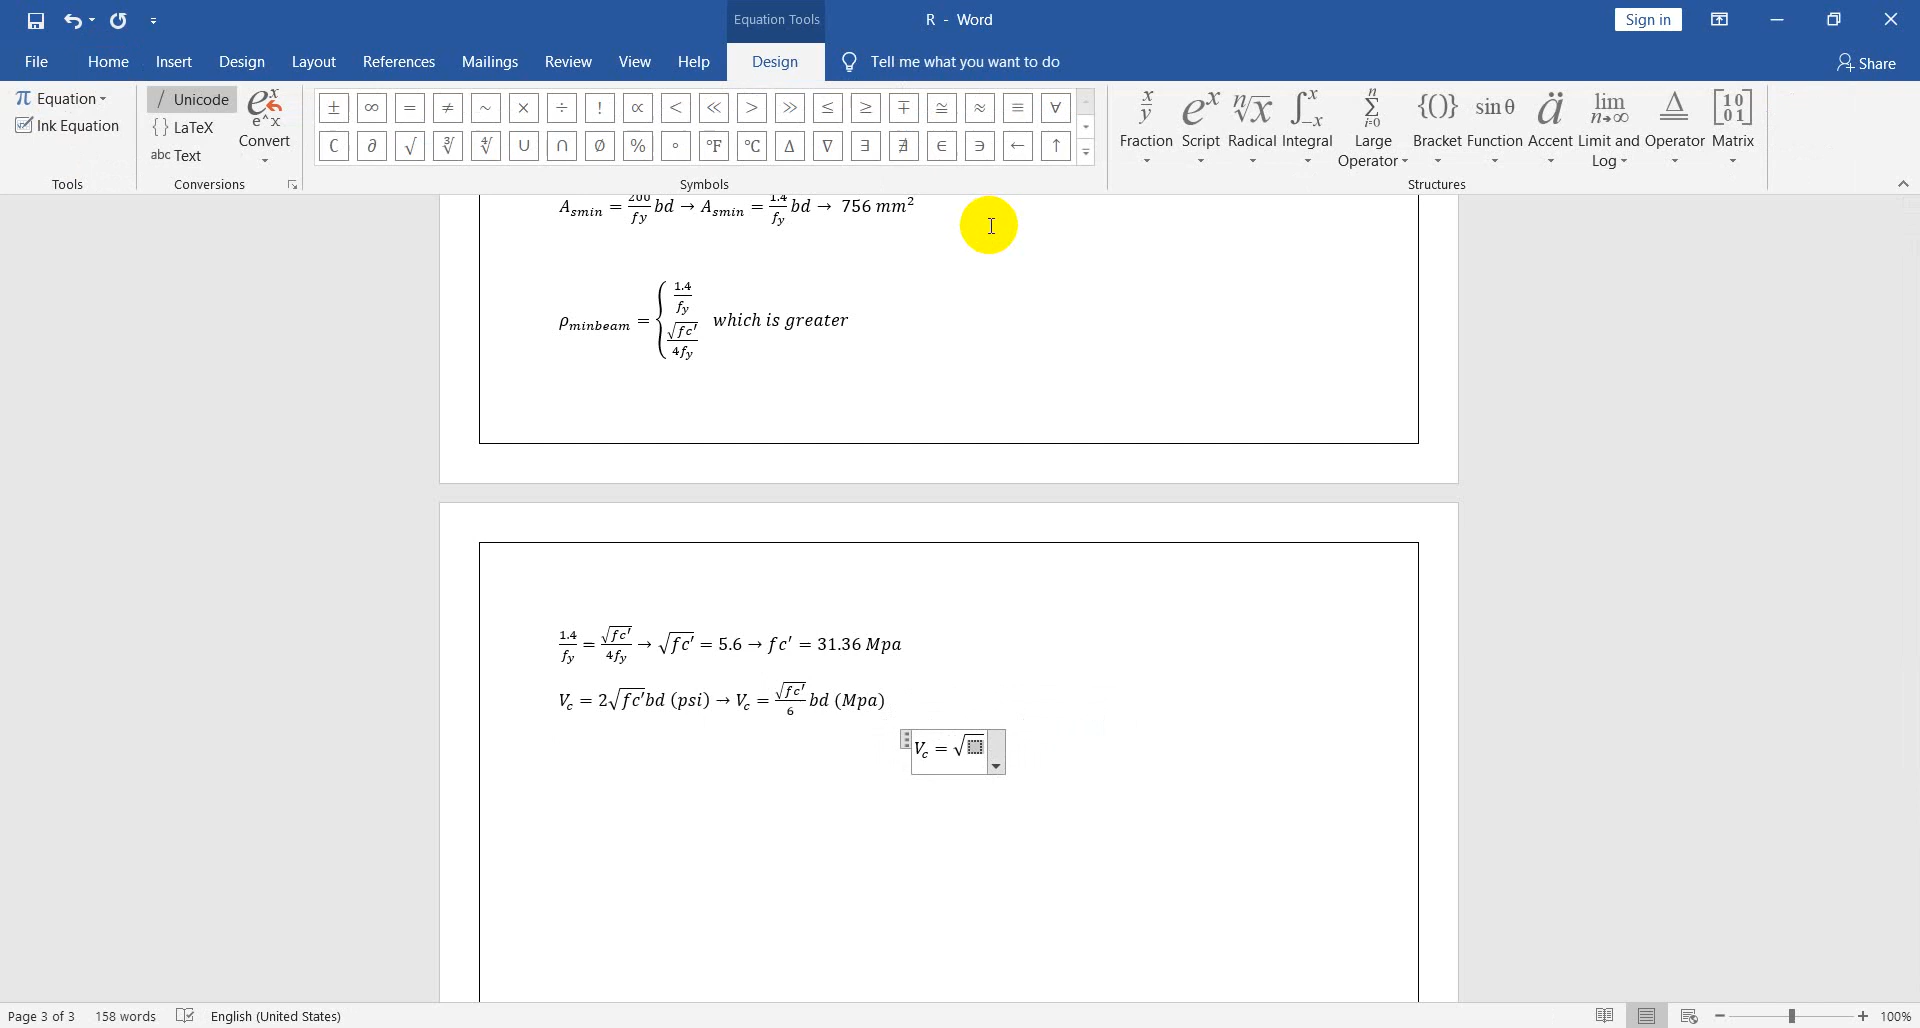 Equation Tools
R - Word
Sign in
File Home Insert Design Layout References Mailings Review View Help Design Tell me what you want to do Share
π Equation
Ink Equation
Unicode
{} LaTeX
abc Text
Convert
± ∞ = ≠ ~ × ÷ ! ∝ < ≪ > ≫ ≤ ≥ ∓ ≅ ≈ ≡ ∀
∁ ∂ √ ∛ ∜ ∪ ∩ ∅ % ° °F °C ∆ ∇ ∃ ∄ ∈ ∋ ← ↑
Fraction Script Radical Integral Large Operator Bracket Function Accent Limit and Log Operator Matrix
Tools Conversions Symbols Structures
A_smin = 200/fy bd → A_smin = 1.4/fy bd → 756 mm²
ρ_minbeam = { 1.4/fy √fc′/4fy which is greater
1.4/fy = √fc′/4fy → √fc′ = 5.6 → fc′ = 31.36 Mpa
V_c = 2√fc′bd (psi) → V_c = √fc′/6 bd (Mpa)
V_c = √
Page 3 of 3 158 words English (United States) 100%